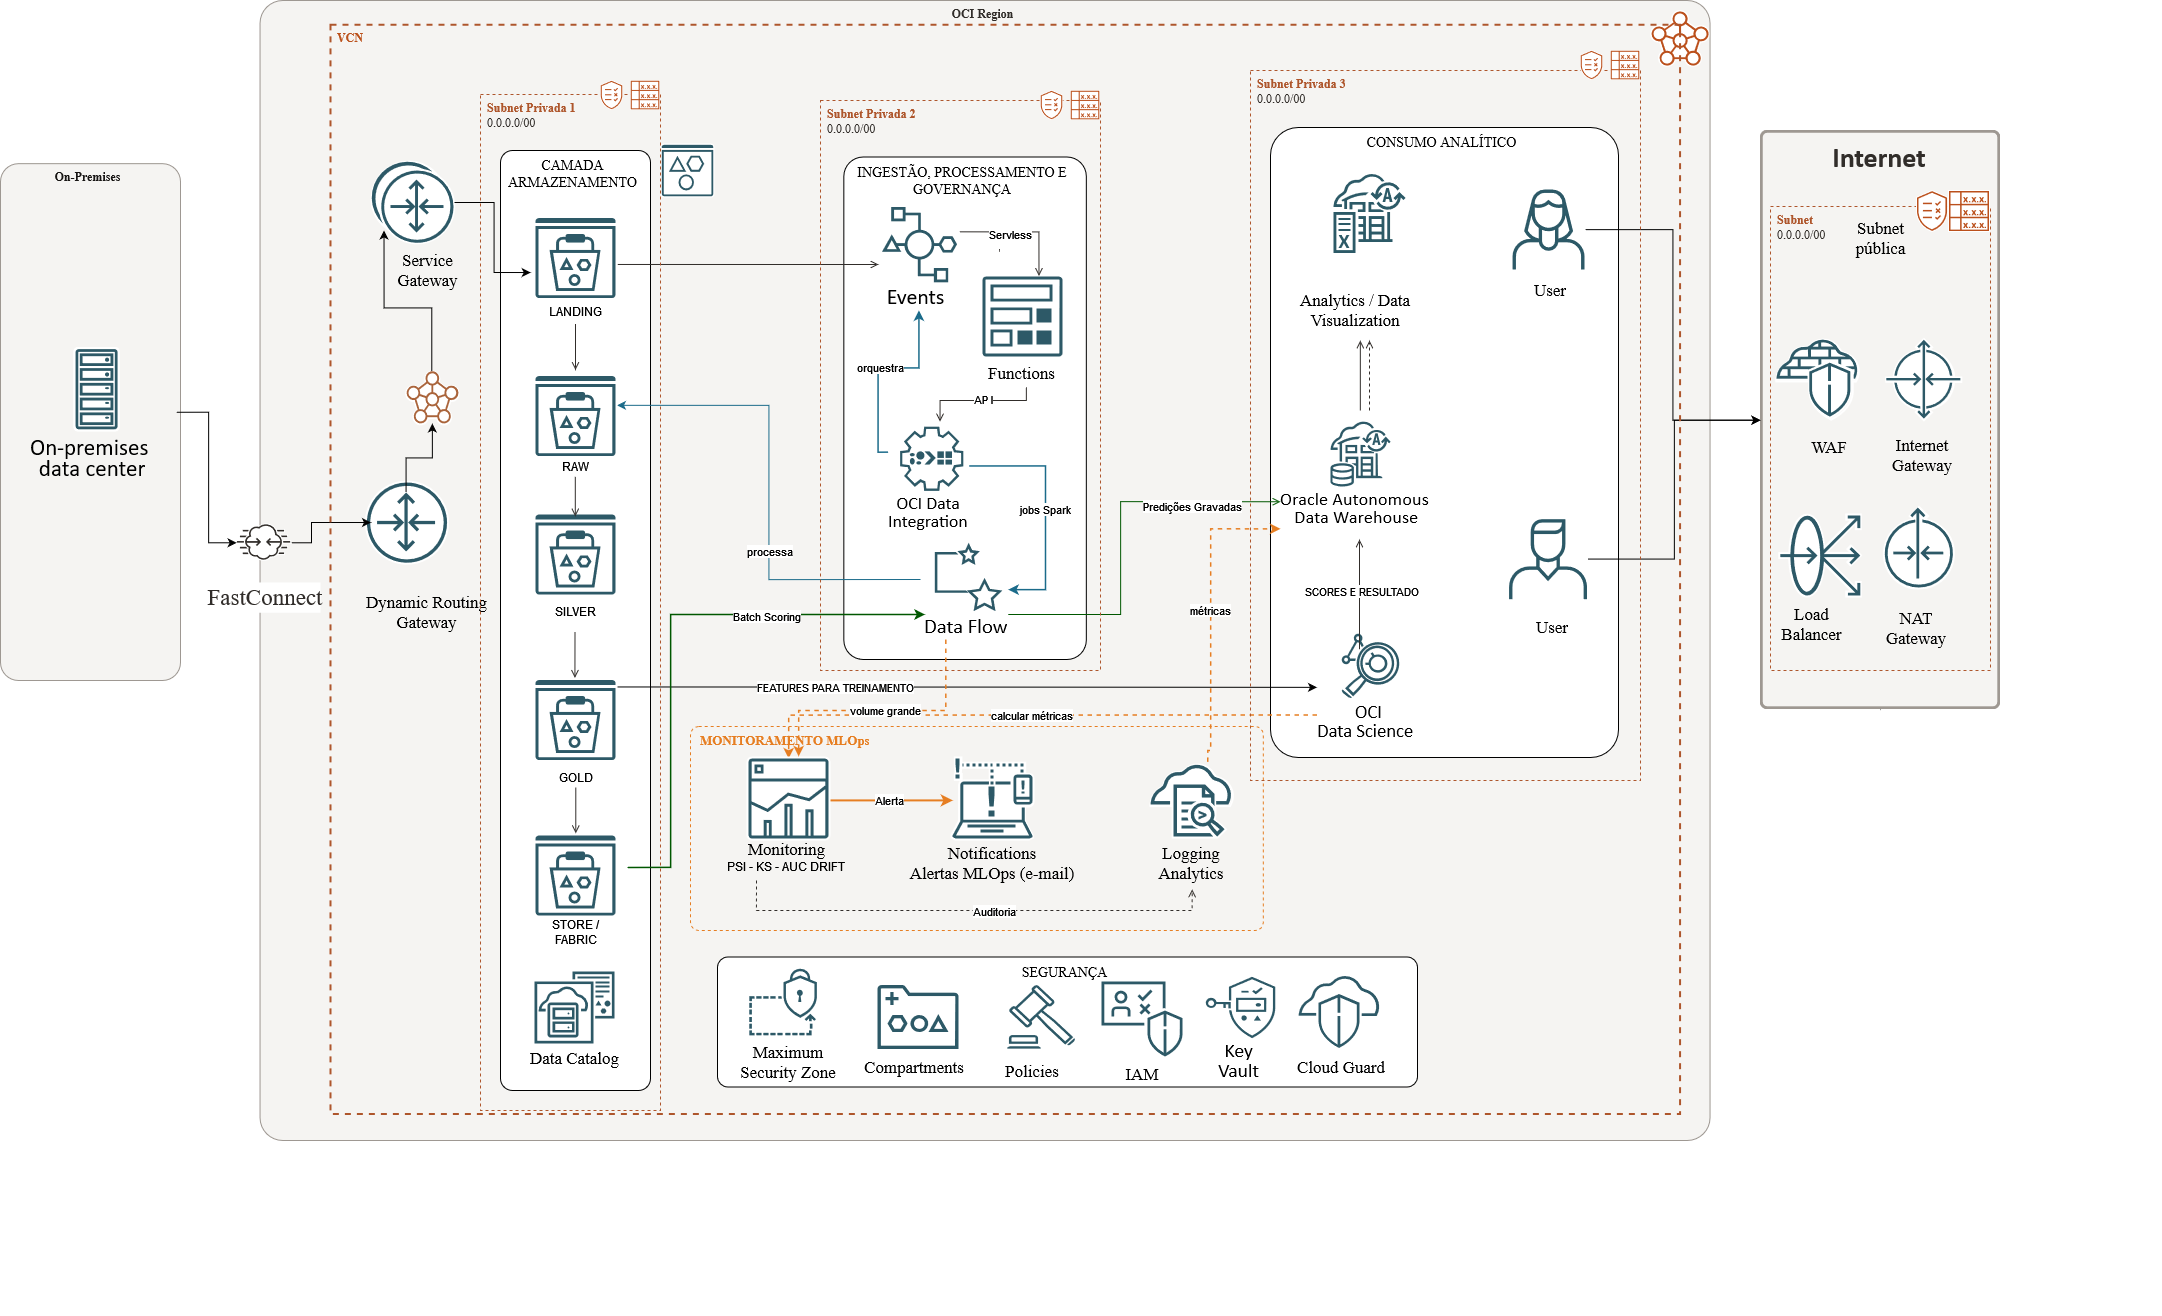 OCI Region
VCN
On-Premises
On-premises
data center
FastConnect
Service
Gateway
Dynamic Routing
Gateway
Subnet Privada 1
0.0.0.0/00
x.x.x.
x.x.x.
x.x.x.
CAMADA
ARMAZENAMENTO
LANDING
RAW
SILVER
GOLD
STORE /
FABRIC
Data Catalog
Subnet Privada 2
0.0.0.0/00
x.x.x.
x.x.x.
x.x.x.
INGESTÃO, PROCESSAMENTO E
GOVERNANÇA
Servless
Events
Functions
orquestra
API
OCI Data
Integration
jobs Spark
processa
Batch Scoring
Data Flow
Predições Gravadas
métricas
FEATURES PARA TREINAMENTO
volume grande
calcular métricas
Subnet Privada 3
0.0.0.0/00
x.x.x.
x.x.x.
x.x.x.
CONSUMO ANALÍTICO
A
X
Analytics / Data
Visualization
User
A
Oracle Autonomous
Data Warehouse
SCORES E RESULTADO
User
OCI
Data Science
MONITORAMENTO MLOps
Alerta
Monitoring
PSI - KS - AUC DRIFT
Notifications
Alertas MLOps (e-mail)
Logging
Analytics
Auditoria
SEGURANÇA
Maximum
Security Zone
Compartments
Policies
IAM
Key
Vault
Cloud Guard
Internet
Subnet
0.0.0.0/00
x.x.x.
x.x.x.
x.x.x.
Subnet
pública
WAF
Internet
Gateway
Load
Balancer
NAT
Gateway